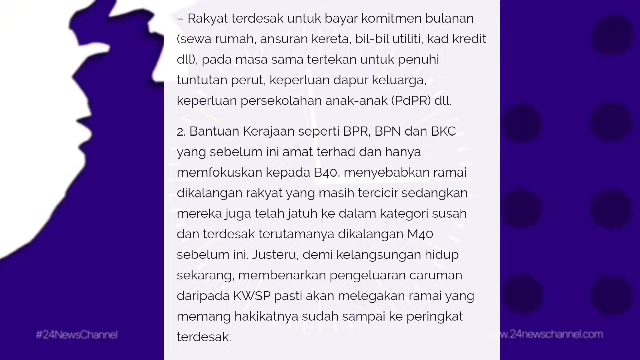 – Rakyat terdesak untuk bayar komitmen bulanan
(sewa rumah, ansuran kereta, bil-bil utiliti, kad kredit
dll), pada masa sama tertekan untuk penuhi
tuntutan perut, keperluan dapur keluarga,
keperluan persekolahan anak-anak (PdPR) dll.
2. Bantuan Kerajaan seperti BPR, BPN dan BKC
yang sebelum ini amat terhad dan hanya
memfokuskan kepada B40, menyebabkan ramai
dikalangan rakyat yang masih tercicir sedangkan
mereka juga telah jatuh ke dalam kategori susah
dan terdesak terutamanya dikalangan M40
sebelum ini. Justeru, demi kelangsungan hidup
sekarang, membenarkan pengeluaran caruman
daripada KWSP pasti akan melegakan ramai yang
memang hakikatnya sudah sampai ke peringkat
terdesak.
#24NewsChannel
www.24newschannel.com